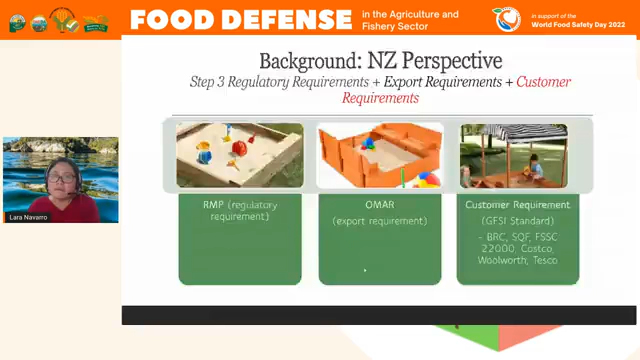 FOOD DEFENSE
in the Agriculture and
Fishery Sector
in support of the
World Food Safety Day 2022
Background: NZ Perspective
Step 3 Regulatory Requirements + Export Requirements + Customer
Requirements
RMP (regulatory
requirement)
OMAR
(export requirement)
Customer Requirement
(GFSI Standard)
- BRC, SQF, FSSC
22000, Costco,
Woolworth, Tesco
Lara Navarro